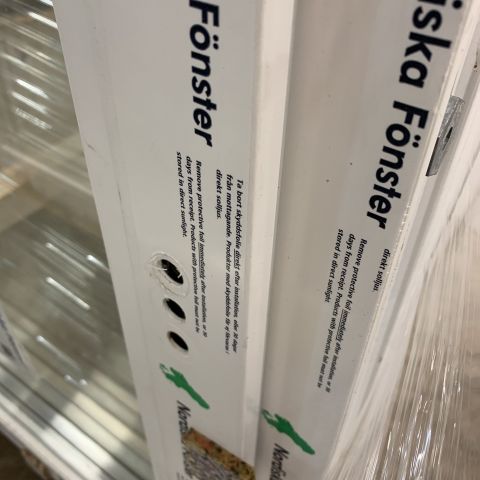 Fönster
Ta bort skyddsfolie direkt efter installation, eller 30 dagar
från mottagande. Produkter med skyddsfolie får ej förvaras i
direkt solljus.
Remove protective foil immediately after installation, or 30
days from receipt. Products with protective foil must not be
stored in direct sunlight.
iska Fönster
direkt solljus.
Remove protective foil immediately after installation, or 30
days from receipt. Products with protective foil must not be
stored in direct sunlight